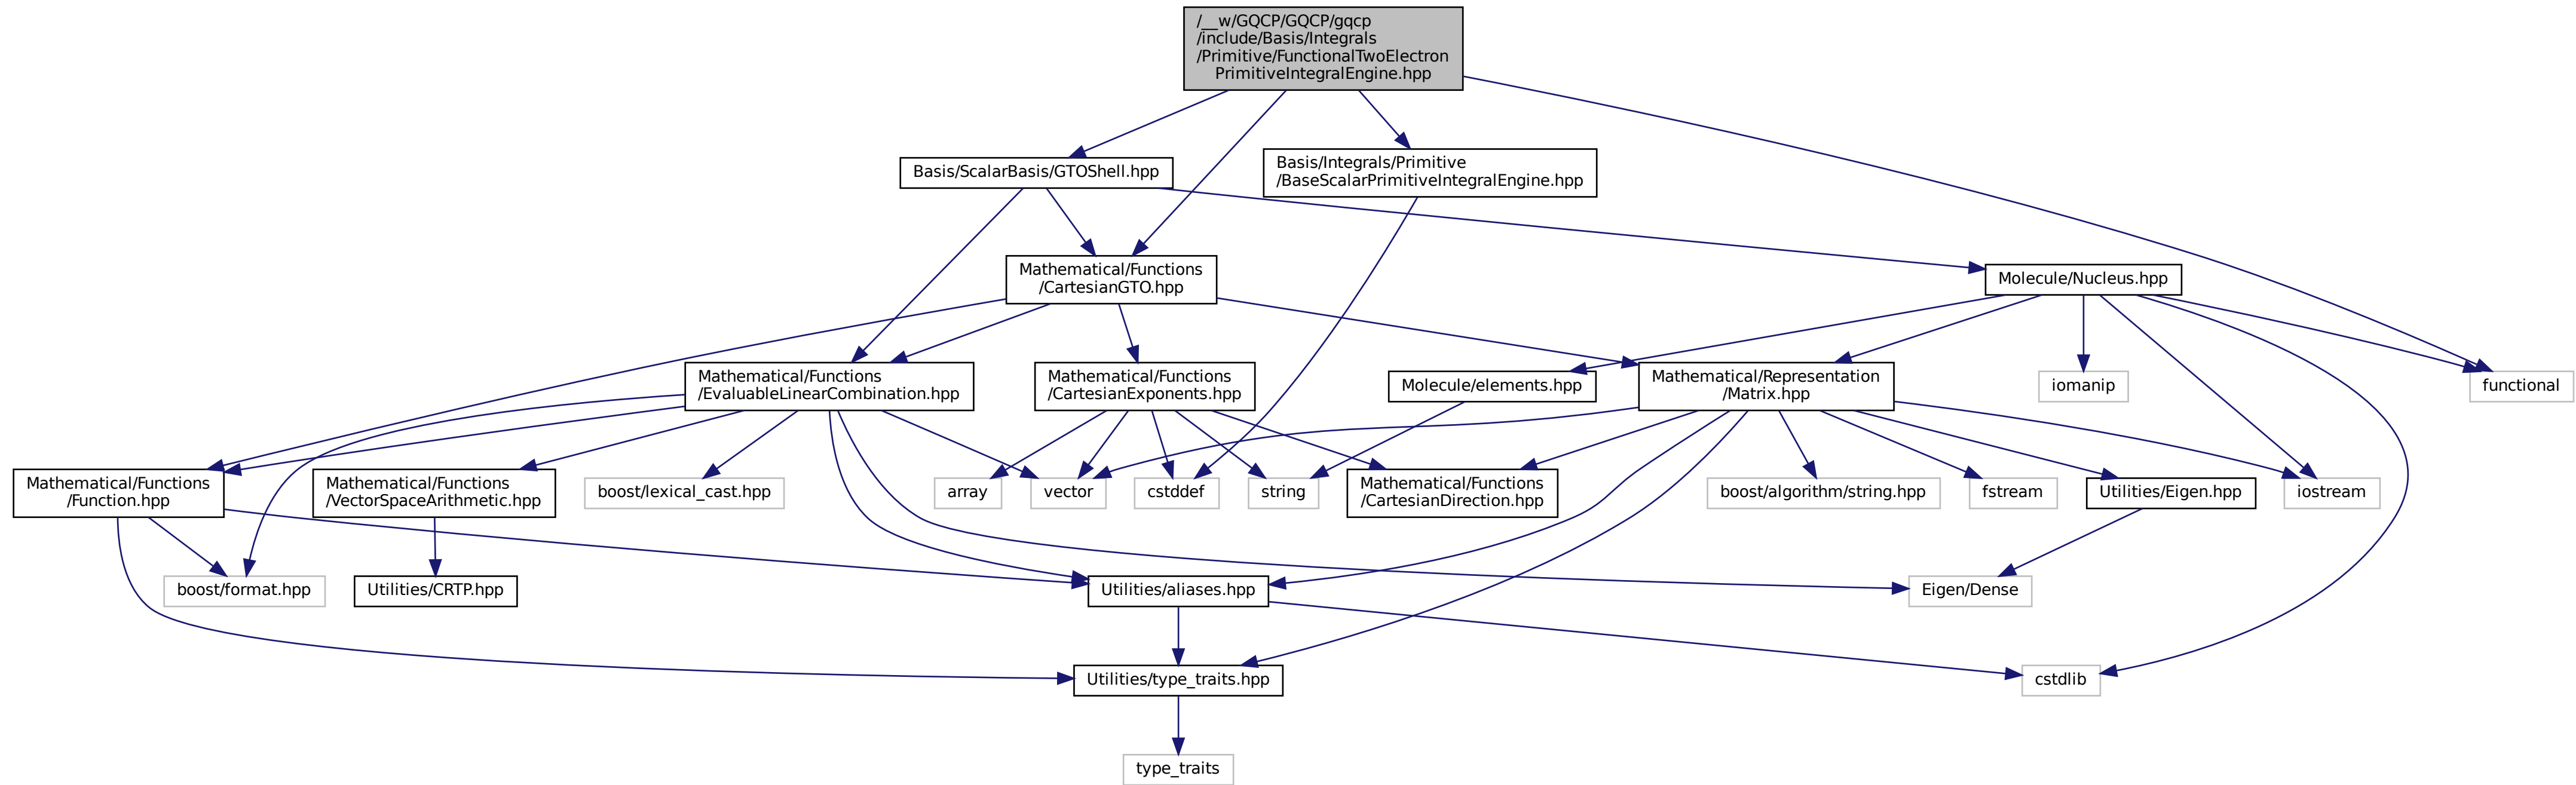 /__w/GQCP/GQCP/gqcp
/include/Basis/Integrals
/Primitive/FunctionalTwoElectron
PrimitiveIntegralEngine.hpp
Basis/ScalarBasis/GTOShell.hpp
Basis/Integrals/Primitive
/BaseScalarPrimitiveIntegralEngine.hpp
Mathematical/Functions
/CartesianGTO.hpp
Molecule/Nucleus.hpp
Mathematical/Functions
/EvaluableLinearCombination.hpp
Mathematical/Functions
/CartesianExponents.hpp
Molecule/elements.hpp
Mathematical/Representation
/Matrix.hpp
iomanip
functional
Mathematical/Functions
/Function.hpp
Mathematical/Functions
/VectorSpaceArithmetic.hpp
boost/lexical_cast.hpp
array
vector
cstddef
string
Mathematical/Functions
/CartesianDirection.hpp
boost/algorithm/string.hpp
fstream
Utilities/Eigen.hpp
iostream
boost/format.hpp
Utilities/CRTP.hpp
Utilities/aliases.hpp
Eigen/Dense
Utilities/type_traits.hpp
cstdlib
type_traits